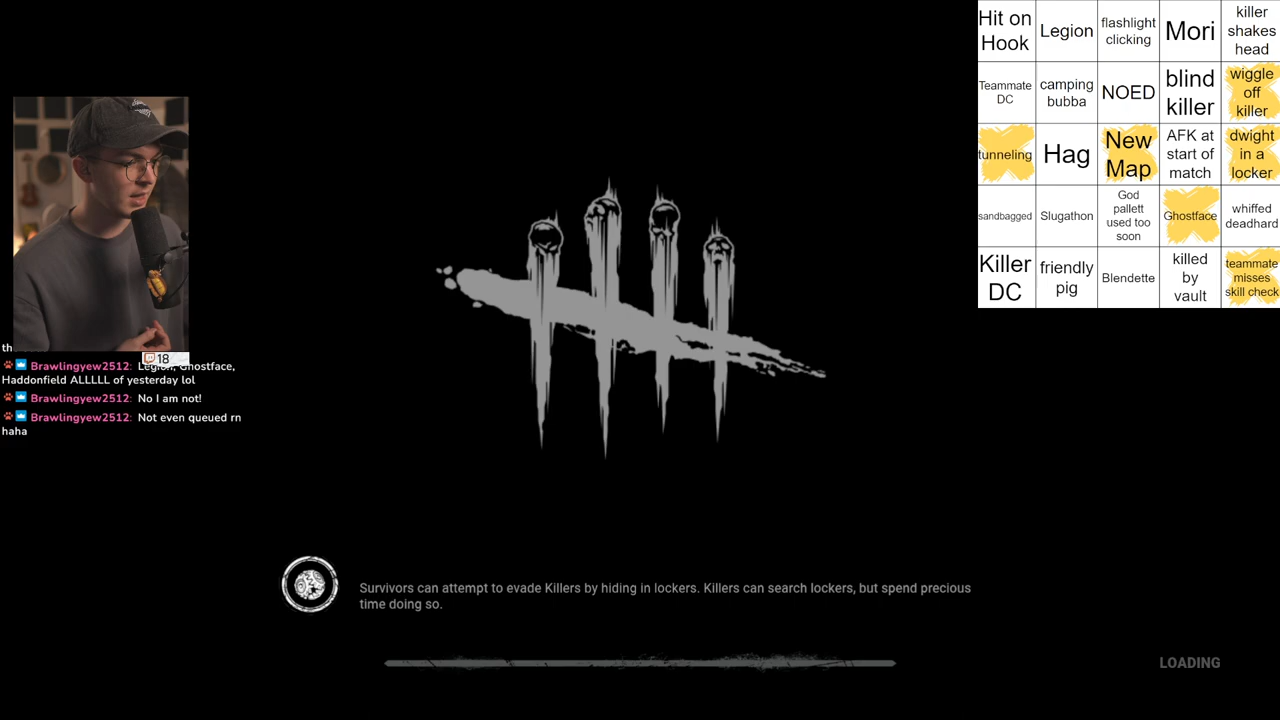 Hit on
Hook
Legion
flashlight
clicking
Mori
killer
shakes
head
Teammate
DC
camping
bubba
NOED
blind
killer
wiggle
off
killer
tunneling
Hag
New
Map
AFK at
start of
match
dwight
in a
locker
sandbagged
Slugathon
God
pallett
used too
soon
Ghostface
whiffed
deadhard
Killer
DC
friendly
pig
Blendette
killed
by
vault
teammate
misses
skill check
18
Brawlingyew2512: Legion, Ghostface,
Haddonfield ALLLLL of yesterday lol
Brawlingyew2512: No I am not!
Brawlingyew2512: Not even queued rn
haha
Survivors can attempt to evade Killers by hiding in lockers. Killers can search lockers, but spend precious
time doing so.
LOADING